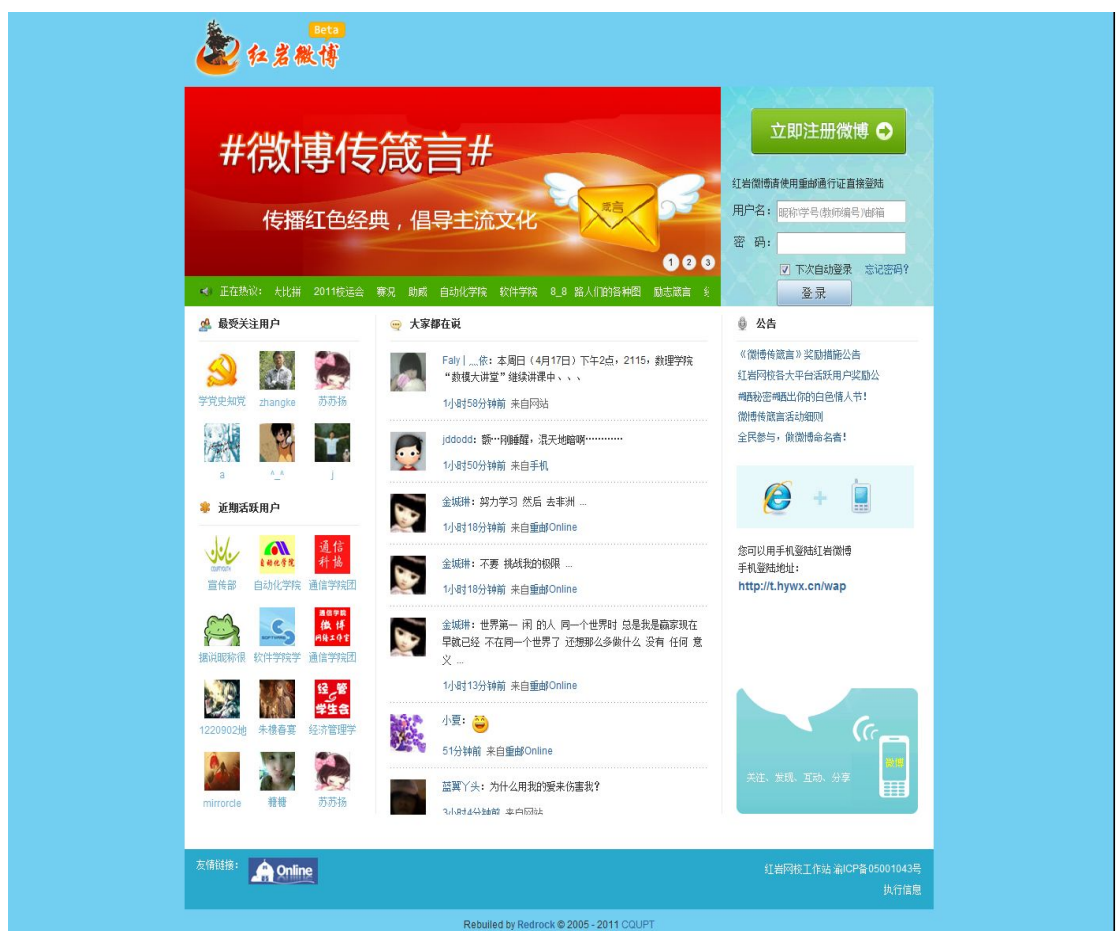 Beta
红岩微博
#微博传箴言#
传播红色经典，倡导主流文化
箴言
1 2 3
立即注册微博
红岩微博请使用重邮通行证直接登陆
用户名：
昵称/学号(教师编号)/邮箱
密 码：
下次自动登录 忘记密码?
登录
正在热议： 大比拼 2011校运会 赛况 助威 自动化学院 软件学院 8_8 路人们的各种囧 励志箴言
最受关注用户
学党史知党 zhangke 苏苏扬
a ^_^ j
近期活跃用户
通信科协
宣传部 自动化学院 通信学院团
通信学院
微博
网络工作室
据说昵称很 软件学院学 通信学院团
经管
学生会
1220902地 朱樱春宴 经济管理学
mirrorcle 糖糖 苏苏扬
大家都在说
Faly丨灬依：本周日（4月17日）下午2点，2115，数理学院
“数模大讲堂”继续讲课中、、、
1小时58分钟前 来自网站
jddodd：额…刚睡醒，混天地暗啊…………
1小时50分钟前 来自手机
金城琳：努力学习 然后 去非洲 ...
1小时18分钟前 来自重邮Online
金城琳：不要 挑战我的极限 ...
1小时18分钟前 来自重邮Online
金城琳：世界第一 闲 的人 同一个世界时 总是我是赢家现在
早就已经 不在同一个世界了 还想那么多做什么 没有 任何 意
义 ...
1小时13分钟前 来自重邮Online
小夏：
51分钟前 来自重邮Online
蓝翼丫头：为什么用我的爱来伤害我?
3小时4分钟前 来自网站
公告
《微博传箴言》奖励措施公告
红岩网校各大平台活跃用户奖励公
#晒秘密#晒出你的白色情人节!
微博传箴言活动细则
全民参与，做微博命名者!
您可以用手机登陆红岩微博
手机登陆地址：
http://t.hywx.cn/wap
关注、发现、互动、分享
微博
友情链接：
Online
红岩网校工作站 渝ICP备05001043号
执行信息
Rebuiled by Redrock © 2005 - 2011 CQUPT